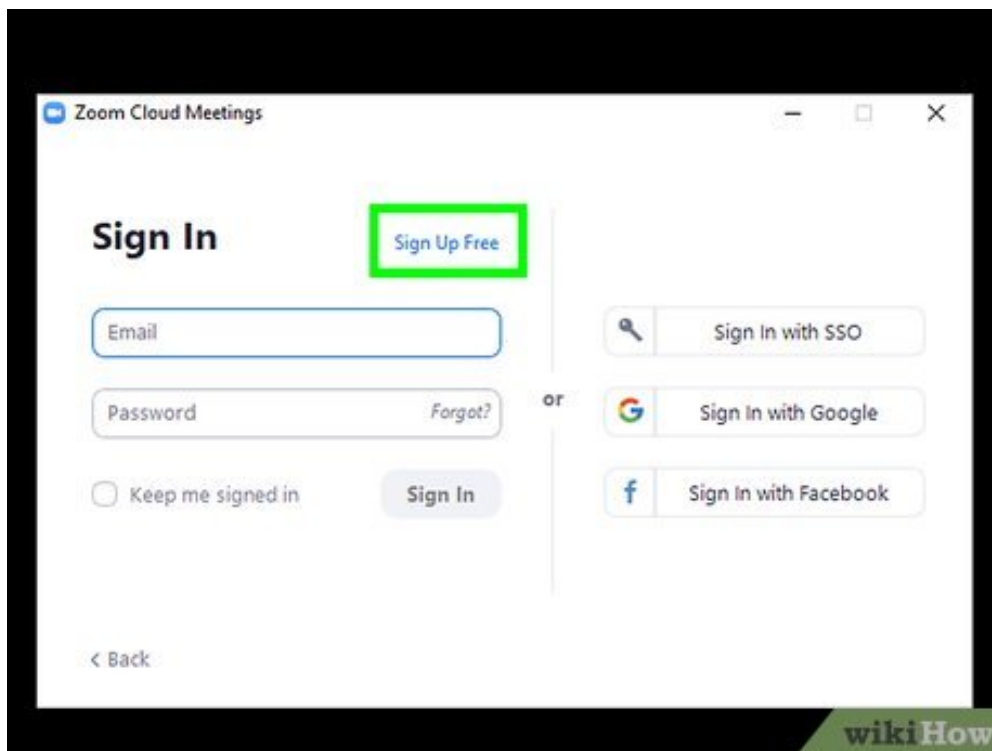 Zoom Cloud Meetings
Sign In
Sign Up Free
Email
Password Forgot?
Keep me signed in Sign In
or
Sign In with SSO
Sign In with Google
Sign In with Facebook
< Back
wikiHow